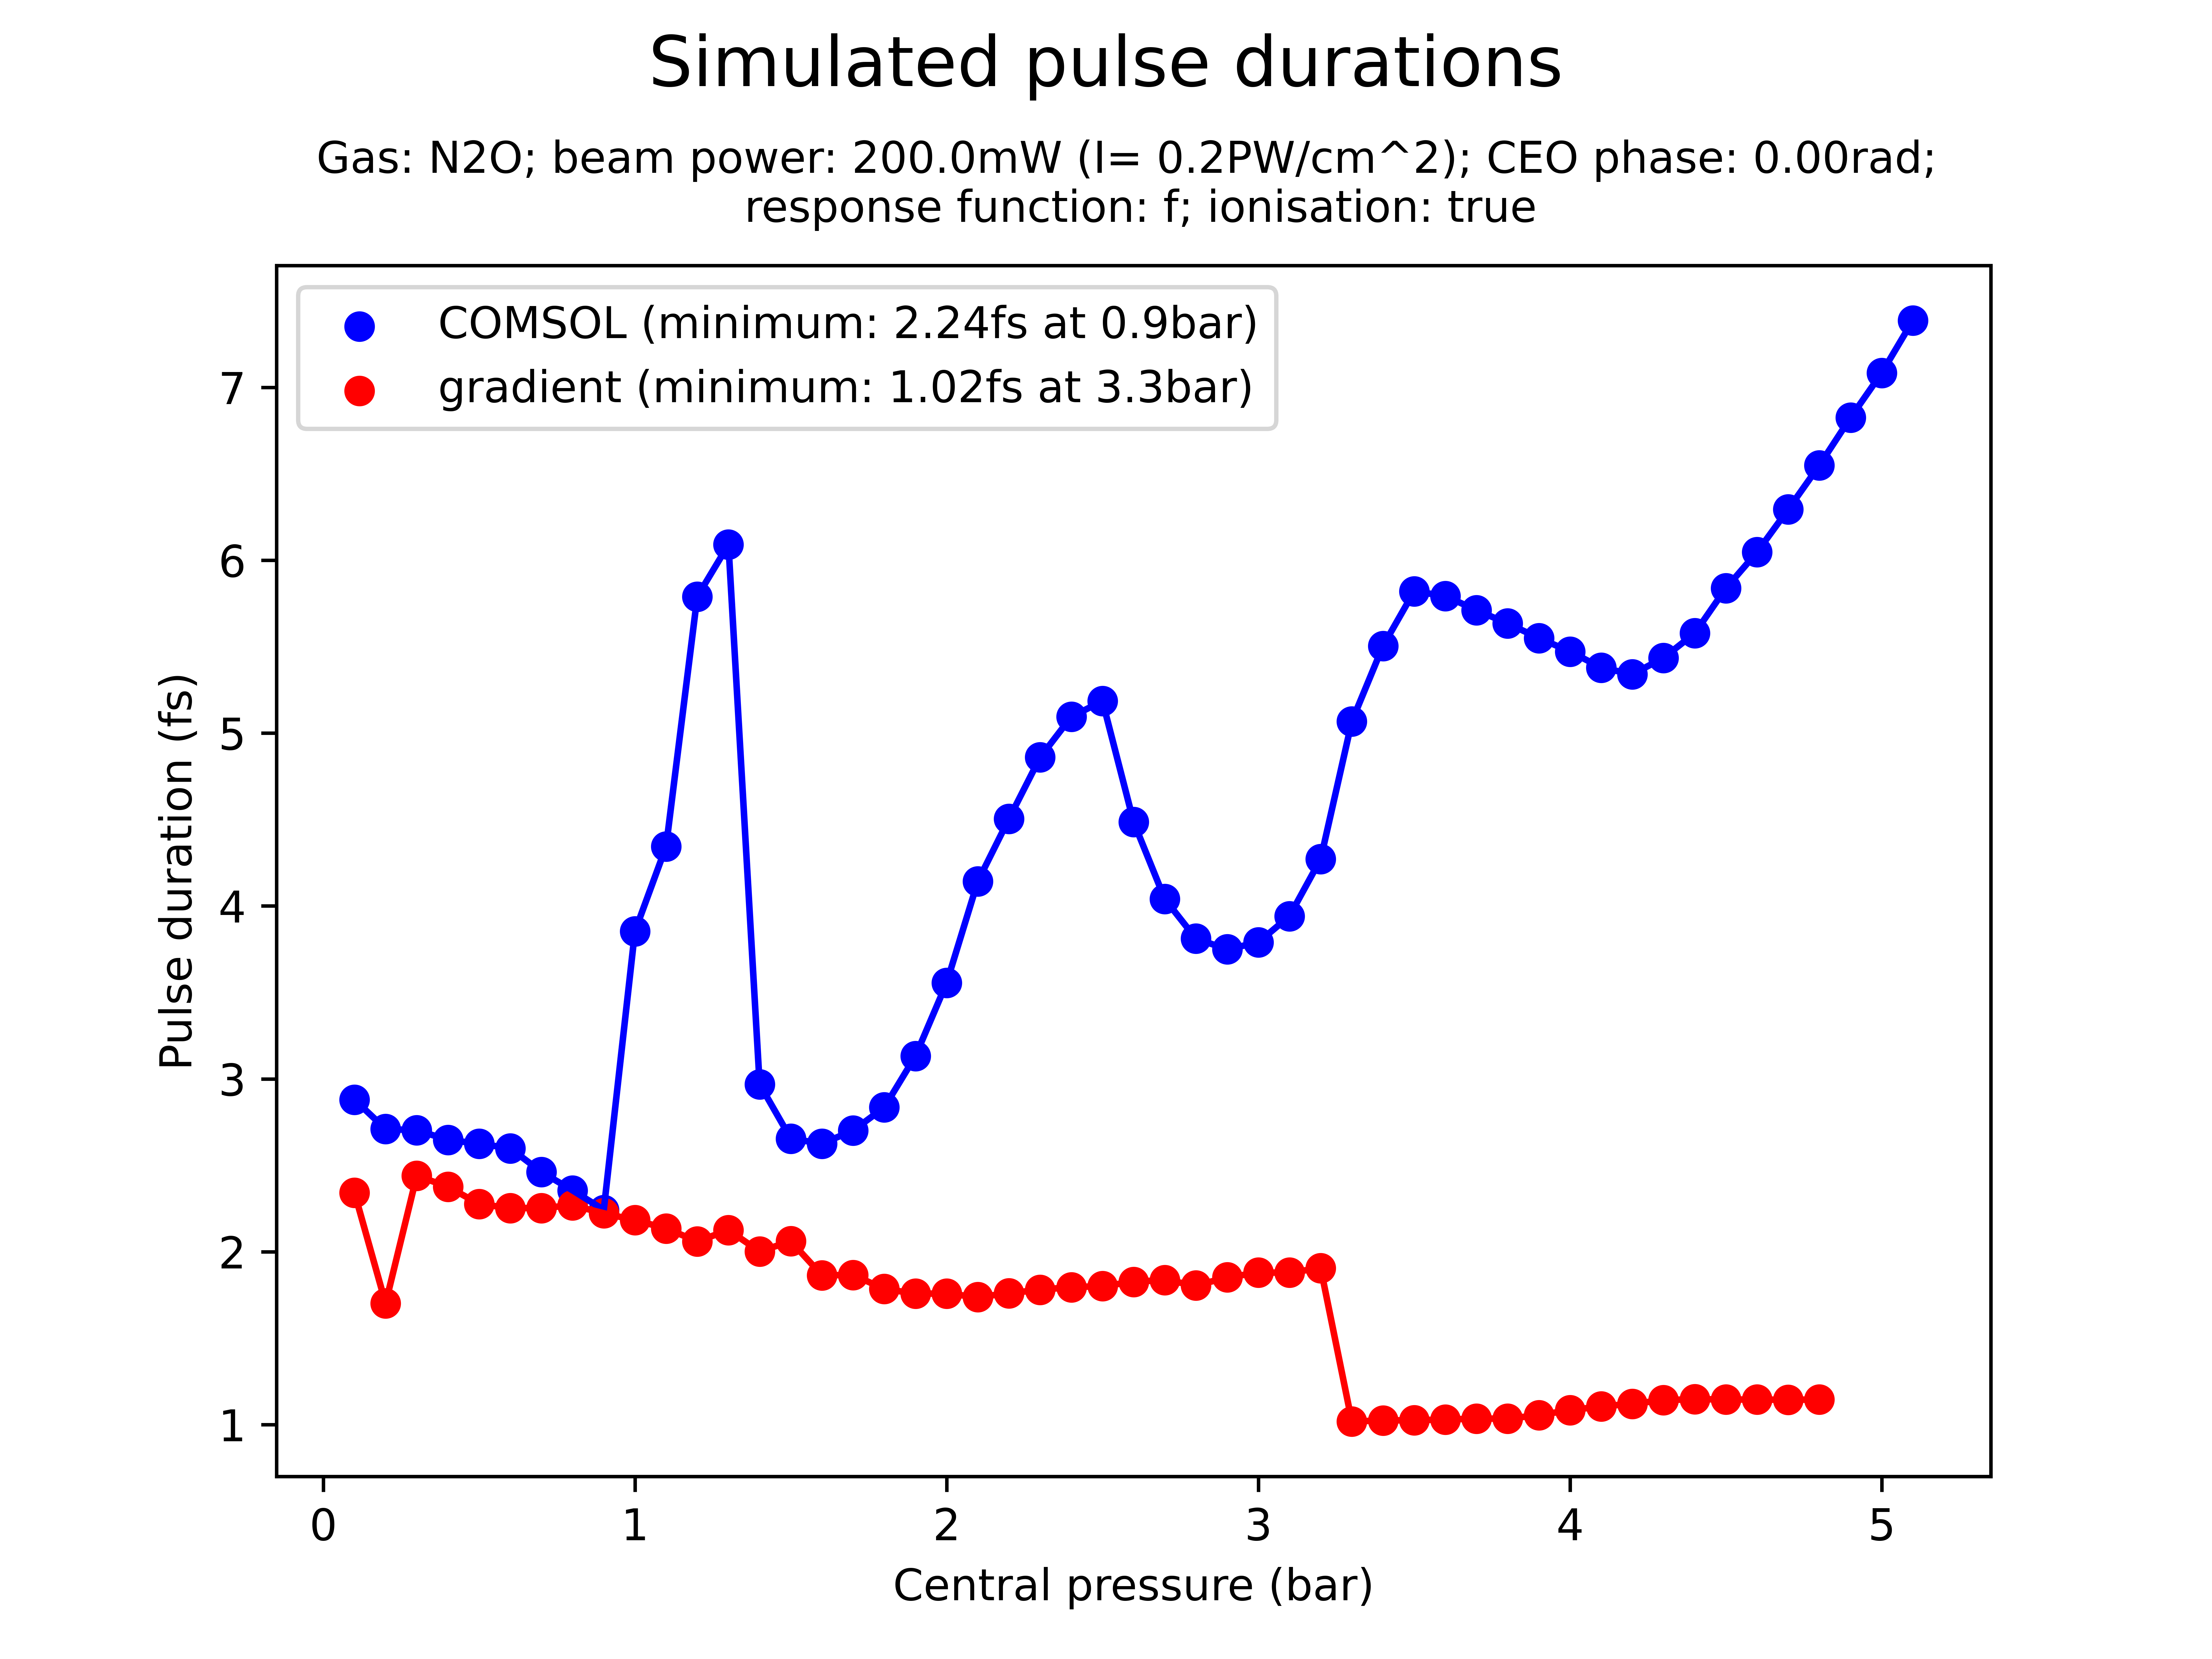 Simulated pulse durations
Gas: N2O; beam power: 200.0mW (I= 0.2PW/cm^2); CEO phase: 0.00rad;
response function: f; ionisation: true
COMSOL (minimum: 2.24fs at 0.9bar)
gradient (minimum: 1.02fs at 3.3bar)
Pulse duration (fs)
7
6
5
4
3
2
1
0 1 2 3 4 5
Central pressure (bar)